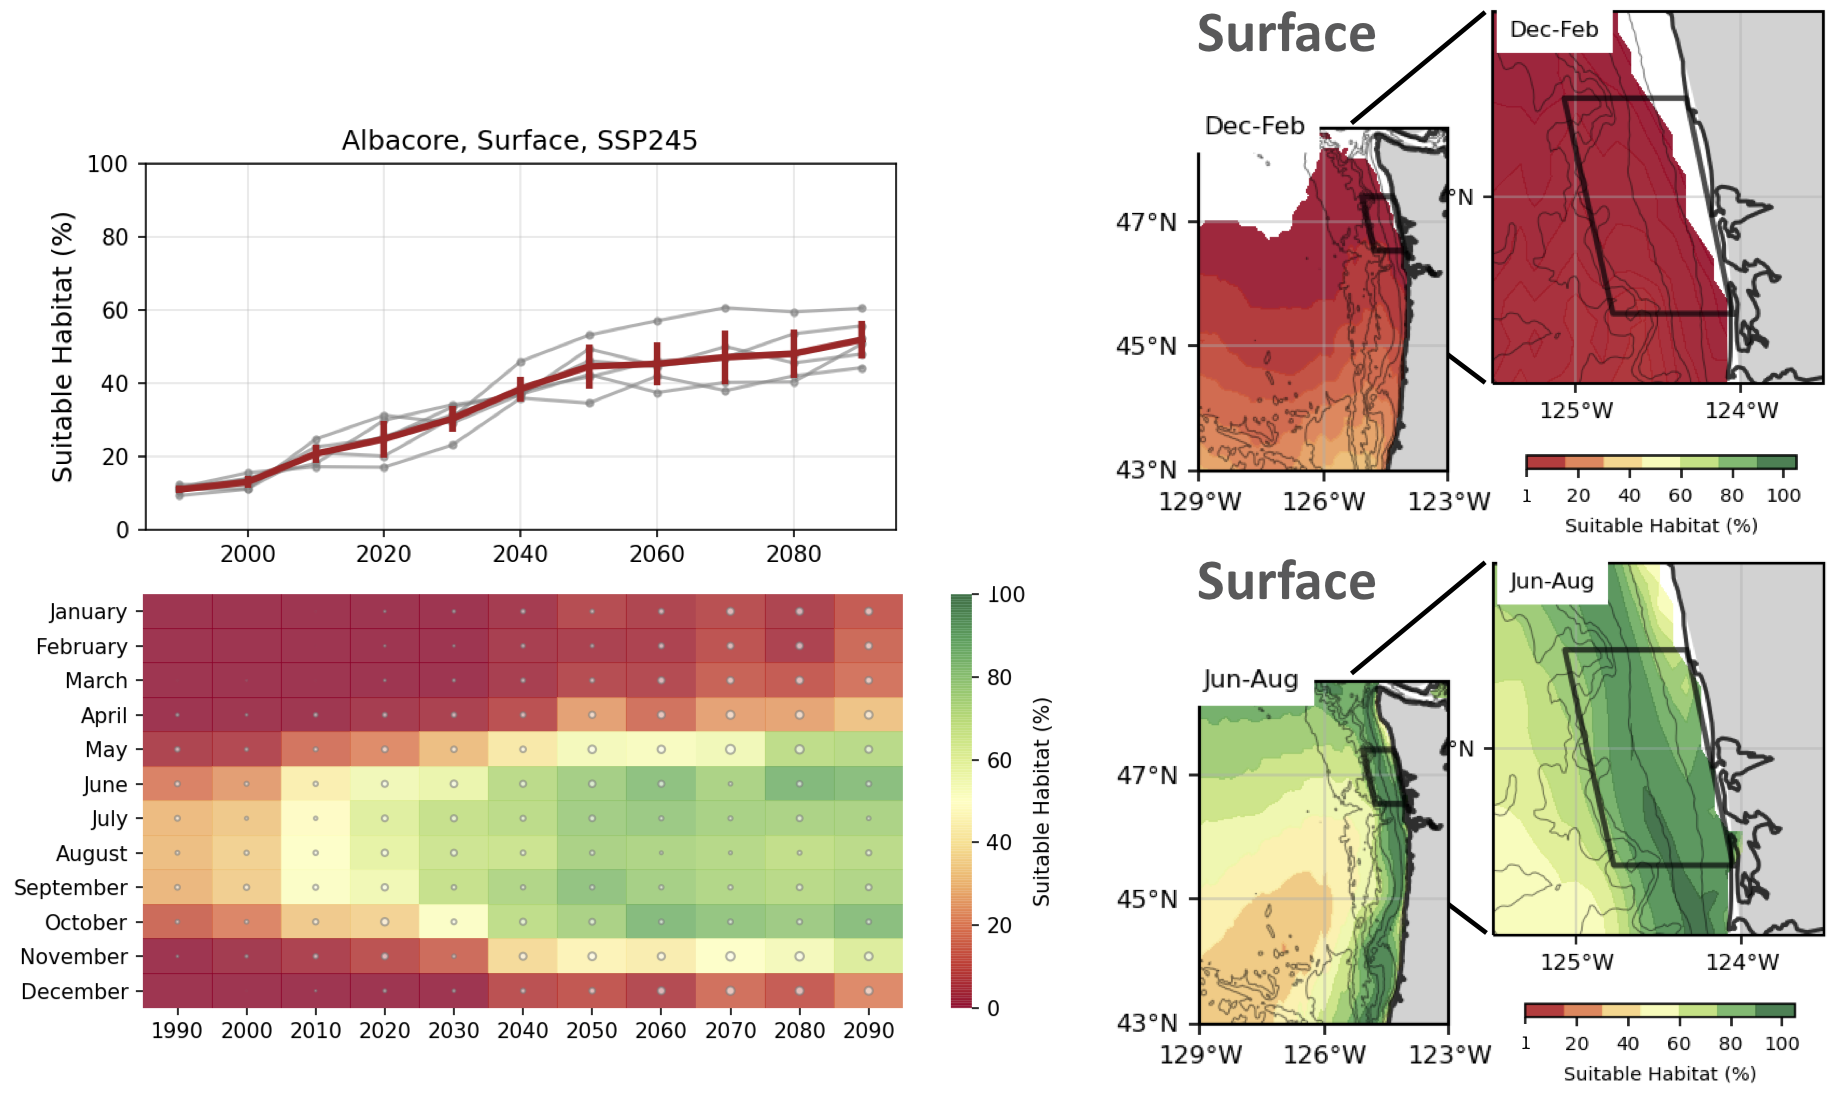 Albacore, Surface, SSP245
Suitable Habitat (%)
100
80
60
40
20
0
2000 2020 2040 2060 2080
January
February
March
April
May
June
July
August
September
October
November
December
1990 2000 2010 2020 2030 2040 2050 2060 2070 2080 2090
100
80
60
40
20
0
Suitable Habitat (%)
Surface
Dec-Feb
47°N
45°N
43°N
129°W 126°W 123°W
Dec-Feb
°N
125°W 124°W
1 20 40 60 80 100
Suitable Habitat (%)
Surface
Jun-Aug
47°N
45°N
43°N
129°W 126°W 123°W
Jun-Aug
°N
125°W 124°W
1 20 40 60 80 100
Suitable Habitat (%)